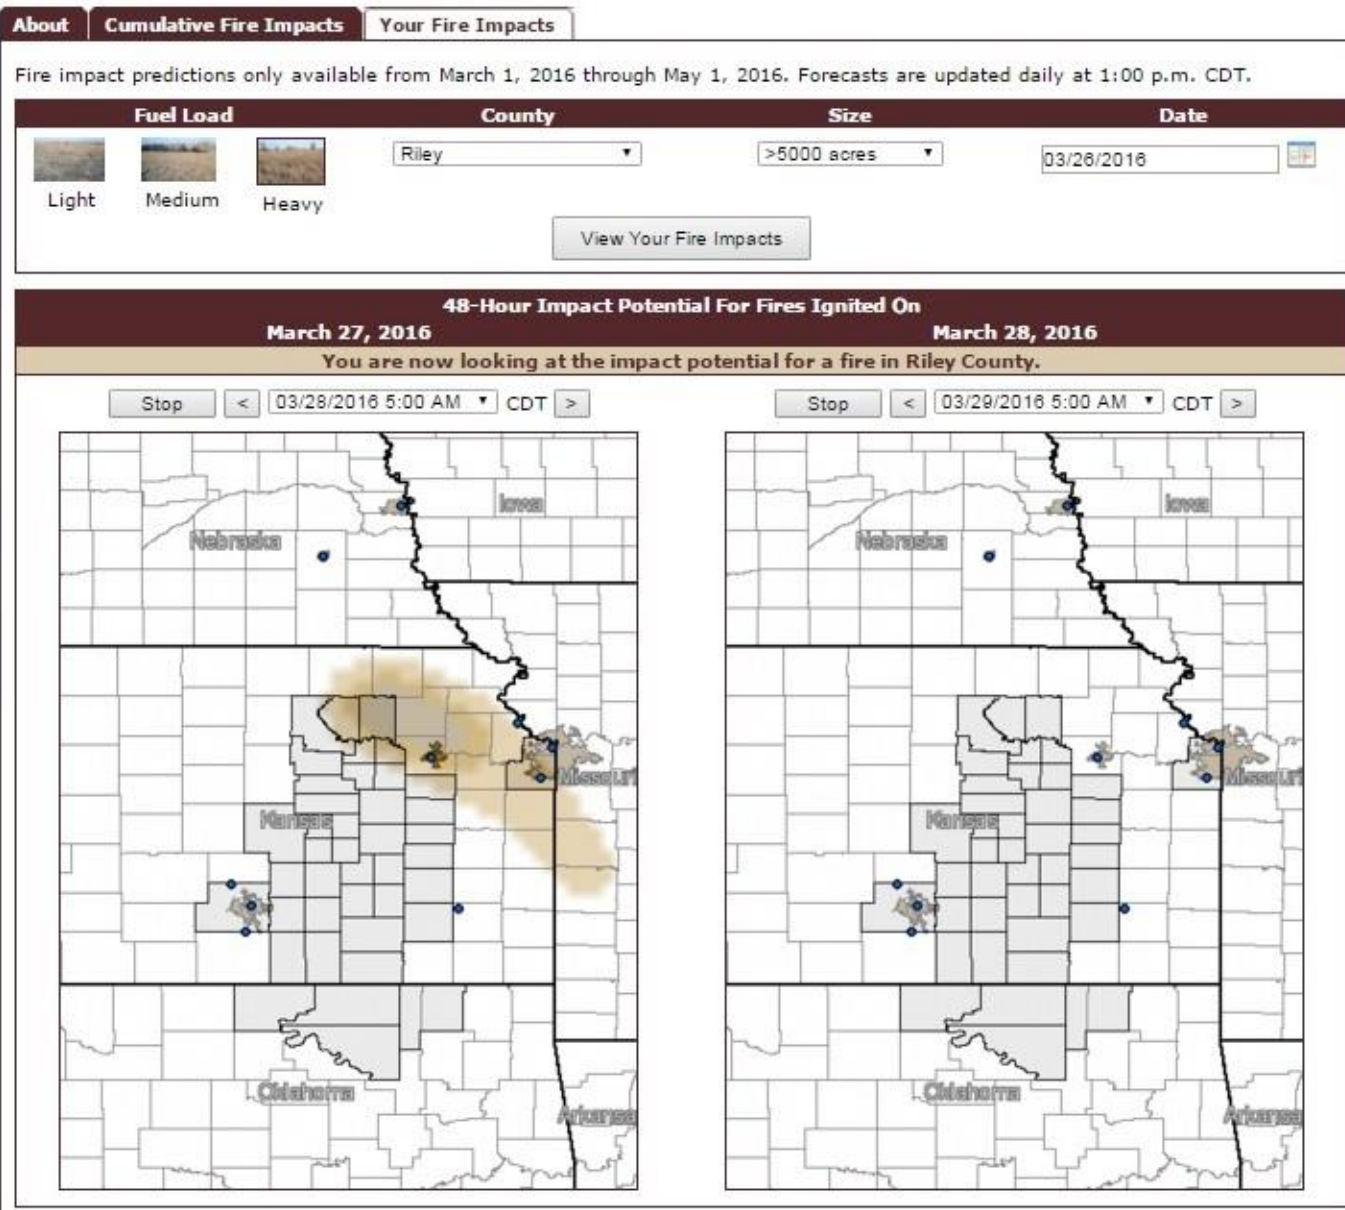 About Cumulative Fire Impacts Your Fire Impacts
Fire impact predictions only available from March 1, 2016 through May 1, 2016. Forecasts are updated daily at 1:00 p.m. CDT.
Fuel Load County Size Date
Riley >5000 acres 03/26/2016
Light Medium Heavy
View Your Fire Impacts
48-Hour Impact Potential For Fires Ignited On
March 27, 2016 March 28, 2016
You are now looking at the impact potential for a fire in Riley County.
Stop < 03/28/2016 5:00 AM CDT > Stop < 03/29/2016 5:00 AM CDT >
Iowa Iowa
Nebraska Nebraska
Missouri Missouri
Kansas Kansas
Oklahoma Oklahoma
Arkansa Arkansa